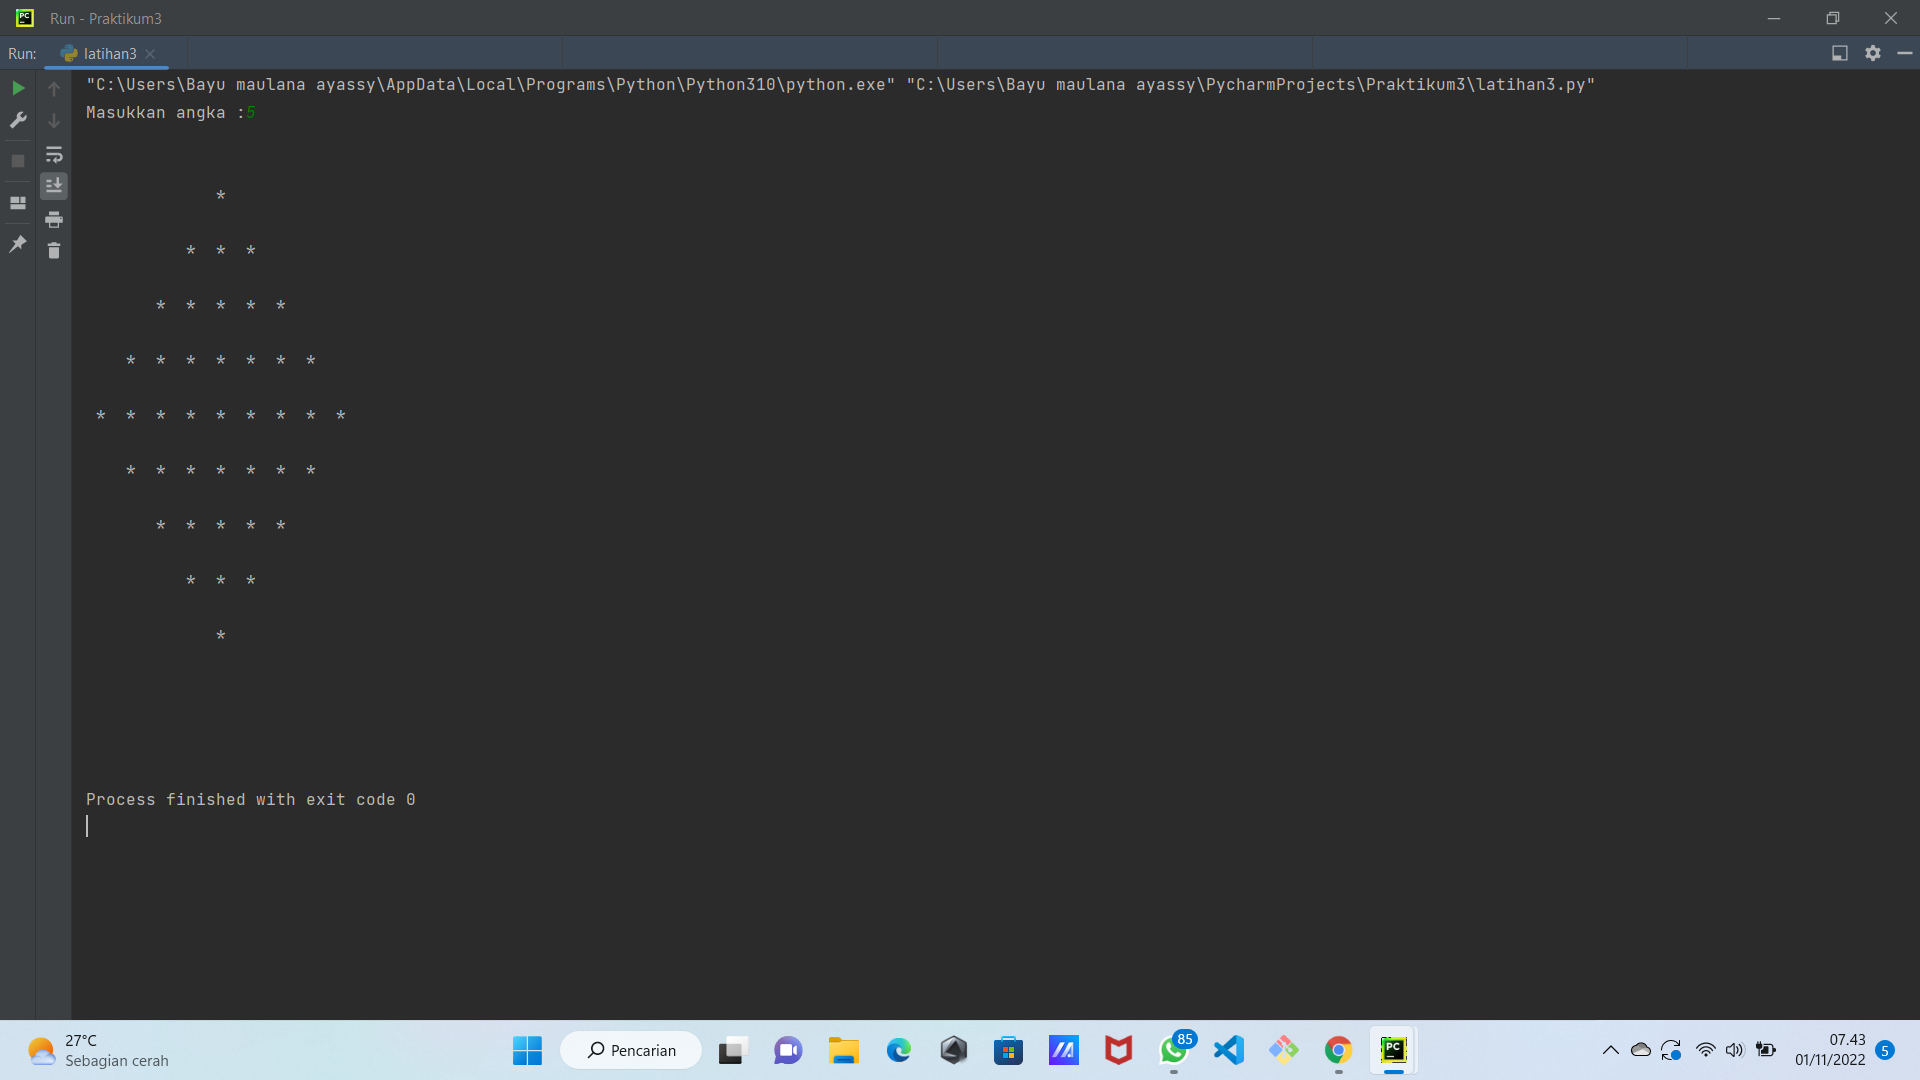 Run - Praktikum3
Run: latihan3
"C:\Users\Bayu maulana ayassy\AppData\Local\Programs\Python\Python310\python.exe" "C:\Users\Bayu maulana ayassy\PycharmProjects\Praktikum3\latihan3.py"
Masukkan angka :5
*
* * *
* * * * *
* * * * * * *
* * * * * * * * *
* * * * * * *
* * * * *
* * *
*
Process finished with exit code 0
27°C
Sebagian cerah
Pencarian
85
PC
07.43
01/11/2022
5